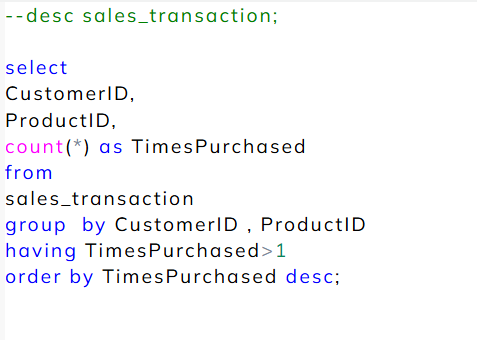 --desc sales_transaction;
select
CustomerID,
ProductID,
count(*) as TimesPurchased
from
sales_transaction
group  by CustomerID , ProductID
having TimesPurchased>1
order by TimesPurchased desc;